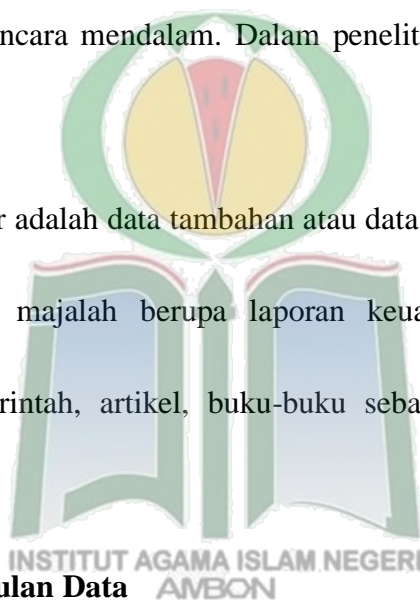 ncara mendalam. Dalam penelit
r adalah data tambahan atau data
majalah berupa laporan keua
rintah, artikel, buku-buku seba
INSTITUT AGAMA ISLAM NEGERI
ulan Data AMBON